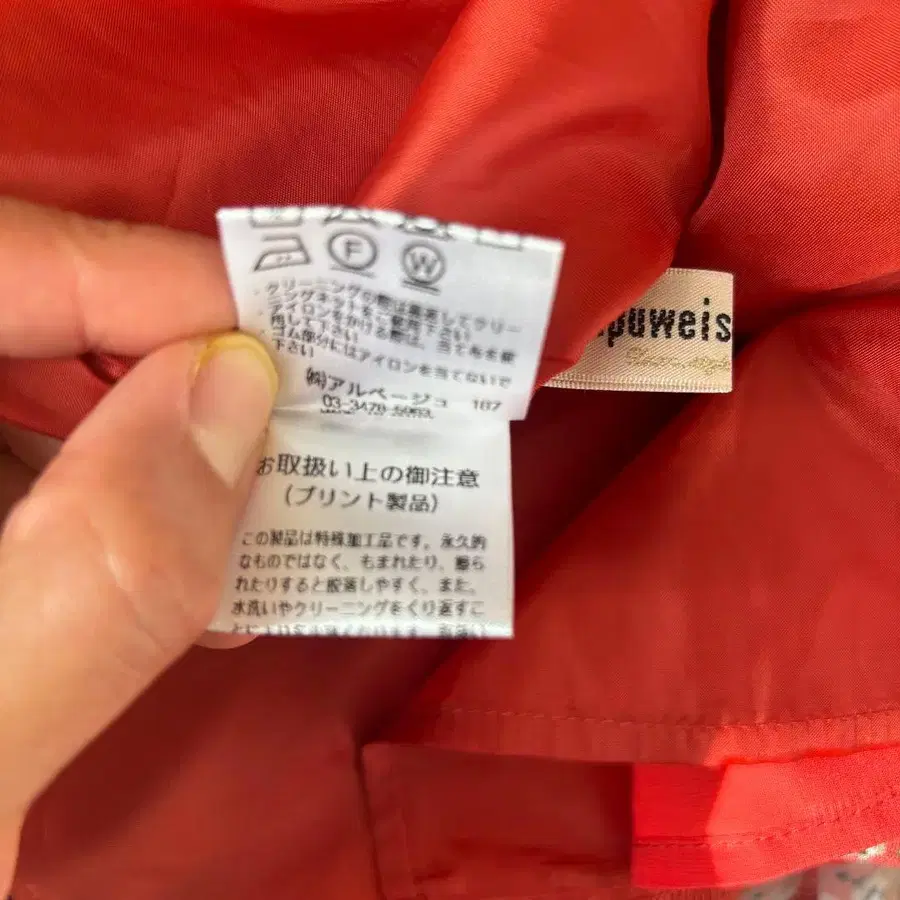 F W
・クリーニングの際は裏返してクリー
ニングネットをご使用下さい
・アイロンをかける際は、当て布を使
用して下さい
・ゴム部分にはアイロンを当てないで
下さい
㈱アルページュ 107
お取扱い上の御注意
(プリント製品)
この製品は特殊加工品です。永久的
なものではなく、もまれたり、擦ら
れたりすると脱落しやすく、また、
水洗いやクリーニングをくり返すこ
puweis